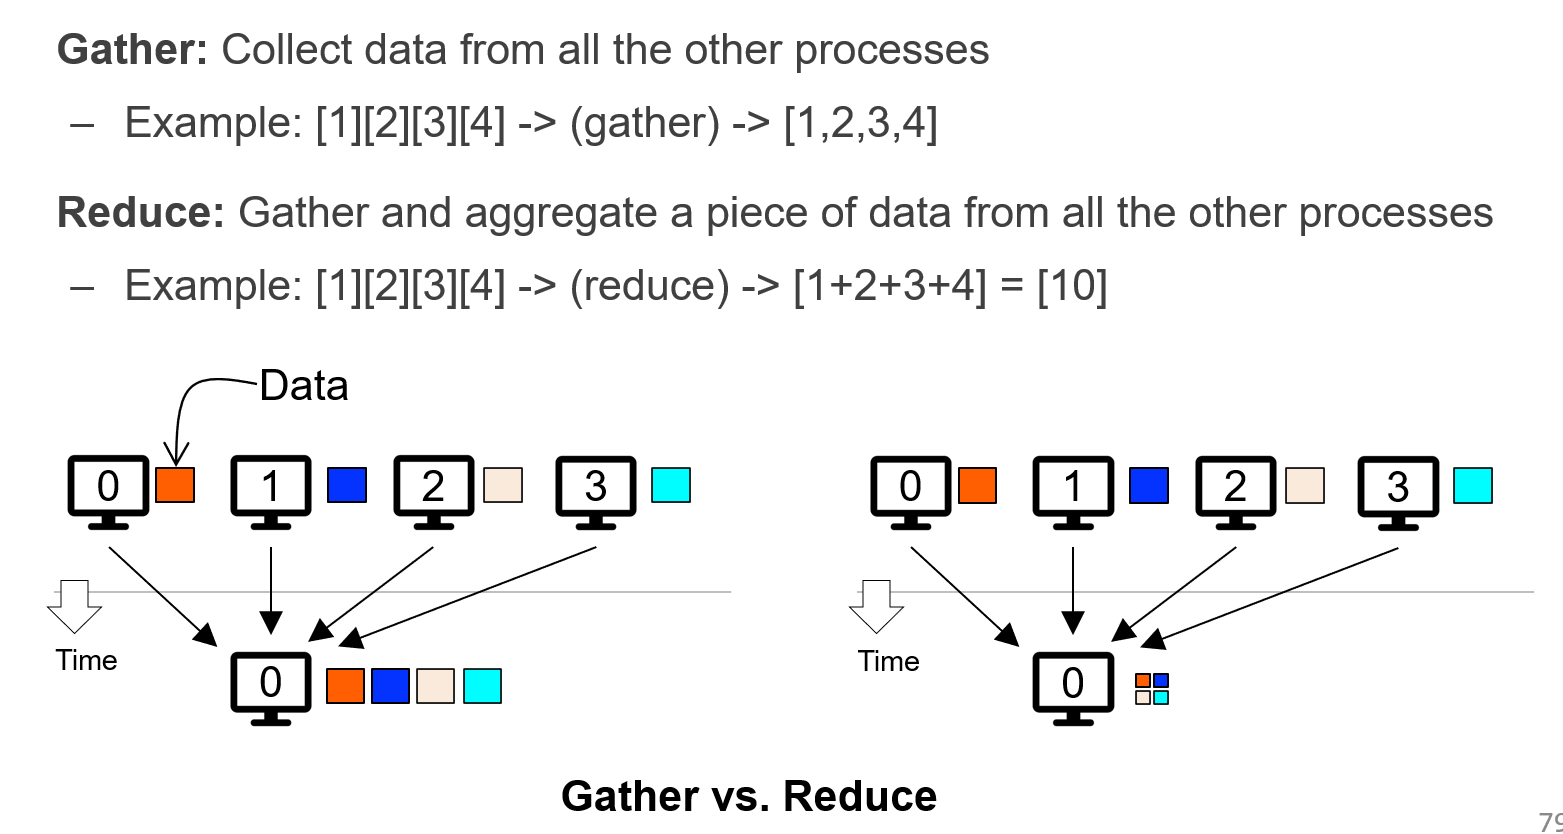 Gather: Collect data from all the other processes
– Example: [1][2][3][4] -> (gather) -> [1,2,3,4]
Reduce: Gather and aggregate a piece of data from all the other processes
– Example: [1][2][3][4] -> (reduce) -> [1+2+3+4] = [10]
Data
0 1 2 3
0 1 2 3
Time
0
Time
0
Gather vs. Reduce
79